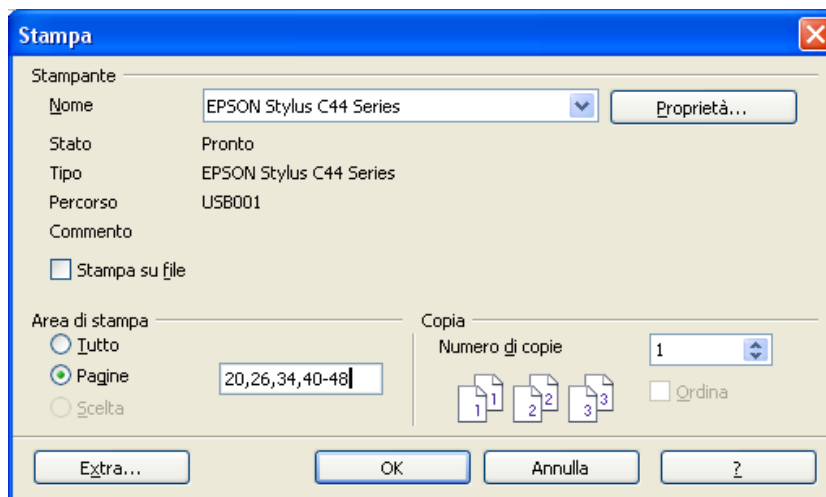 Stampa
Stampante
Nome EPSON Stylus C44 Series Proprietà...
Stato Pronto
Tipo EPSON Stylus C44 Series
Percorso USB001
Commento
Stampa su file
Area di stampa Copia
Tutto Numero di copie 1
Pagine 20,26,34,40-48
Scelta 1 1 2 2 3 3 Ordina
Extra... OK Annulla ?